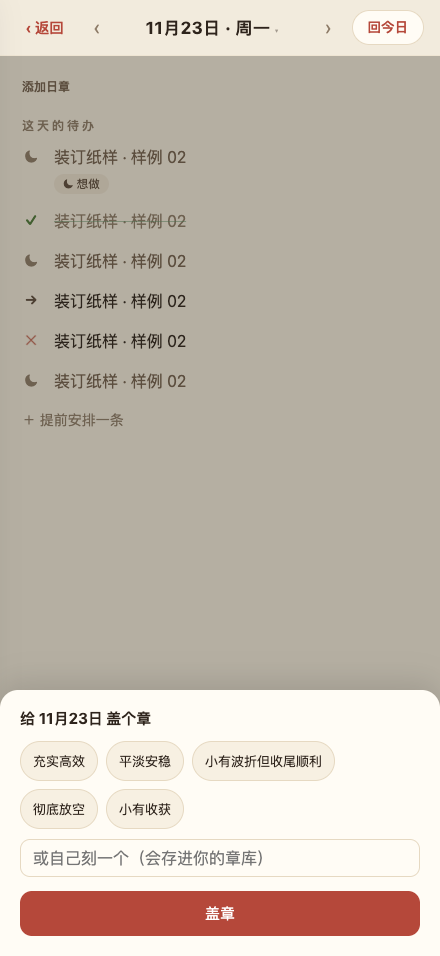 ‹ 返回
‹
11月23日 · 周一
›
回今日
添加日章
这天的待办
装订纸样 · 样例 02
想做
装订纸样 · 样例 02
装订纸样 · 样例 02
装订纸样 · 样例 02
装订纸样 · 样例 02
装订纸样 · 样例 02
+ 提前安排一条
给 11月23日 盖个章
充实高效
平淡安稳
小有波折但收尾顺利
彻底放空
小有收获
或自己刻一个（会存进你的章库）
盖章